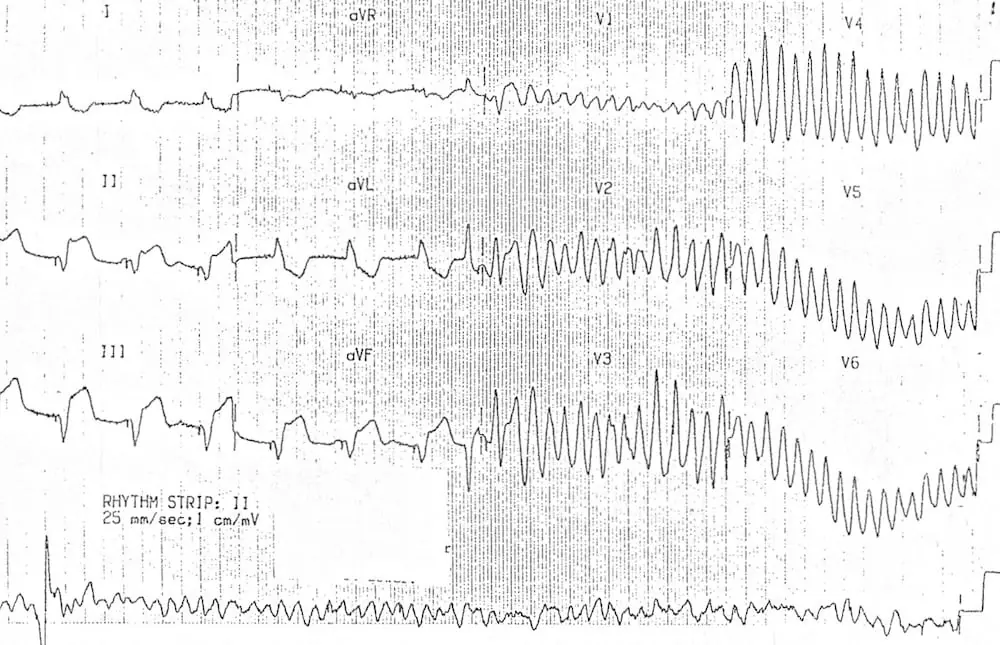 I aVR V1 V4
II aVL V2 V5
III aVF V3 V6
RHYTHM STRIP: II
25 mm/sec;1 cm/mV
r